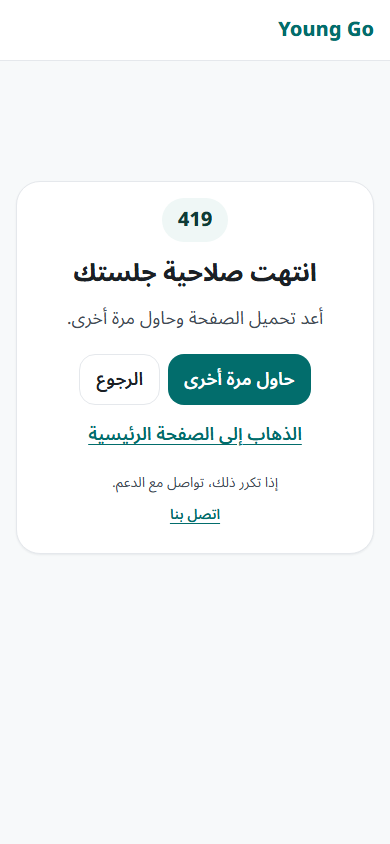 Young Go
419
انتهت صلاحية جلستك
أعد تحميل الصفحة وحاول مرة أخرى.
حاول مرة أخرى
الرجوع
الذهاب إلى الصفحة الرئيسية
إذا تكرر ذلك، تواصل مع الدعم.
اتصل بنا